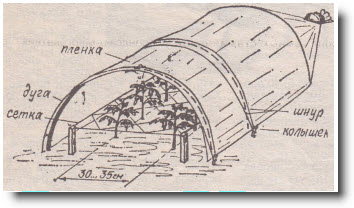 пленка
дуга
сетка
шнур
колышек
30...35см